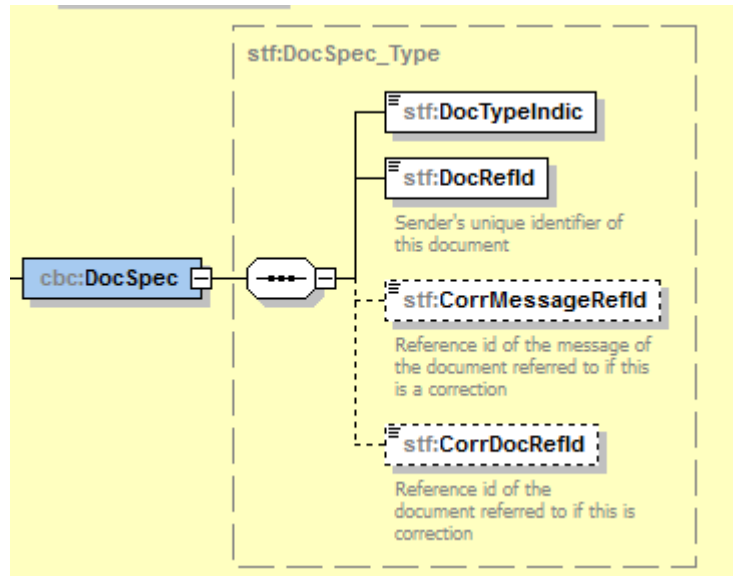 stf:DocSpec_Type
stf:DocTypeIndic
stf:DocRefId
Sender's unique identifier of
this document
cbc:DocSpec
stf:CorrMessageRefId
Reference id of the message of
the document referred to if this
is a correction
stf:CorrDocRefId
Reference id of the
document referred to if this is
correction